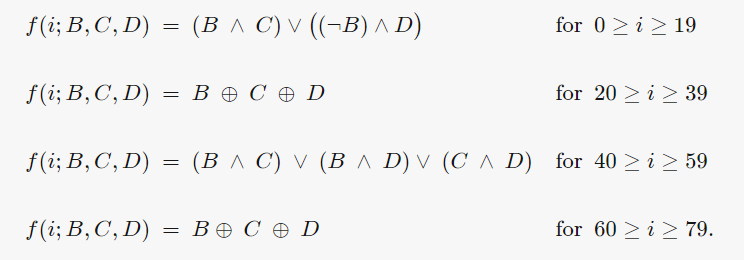 f(i; B, C, D) = (B ∧ C) ∨ ((¬B) ∧ D) for 0 ≥ i ≥ 19
f(i; B, C, D) = B ⊕ C ⊕ D for 20 ≥ i ≥ 39
f(i; B, C, D) = (B ∧ C) ∨ (B ∧ D) ∨ (C ∧ D) for 40 ≥ i ≥ 59
f(i; B, C, D) = B ⊕ C ⊕ D for 60 ≥ i ≥ 79.